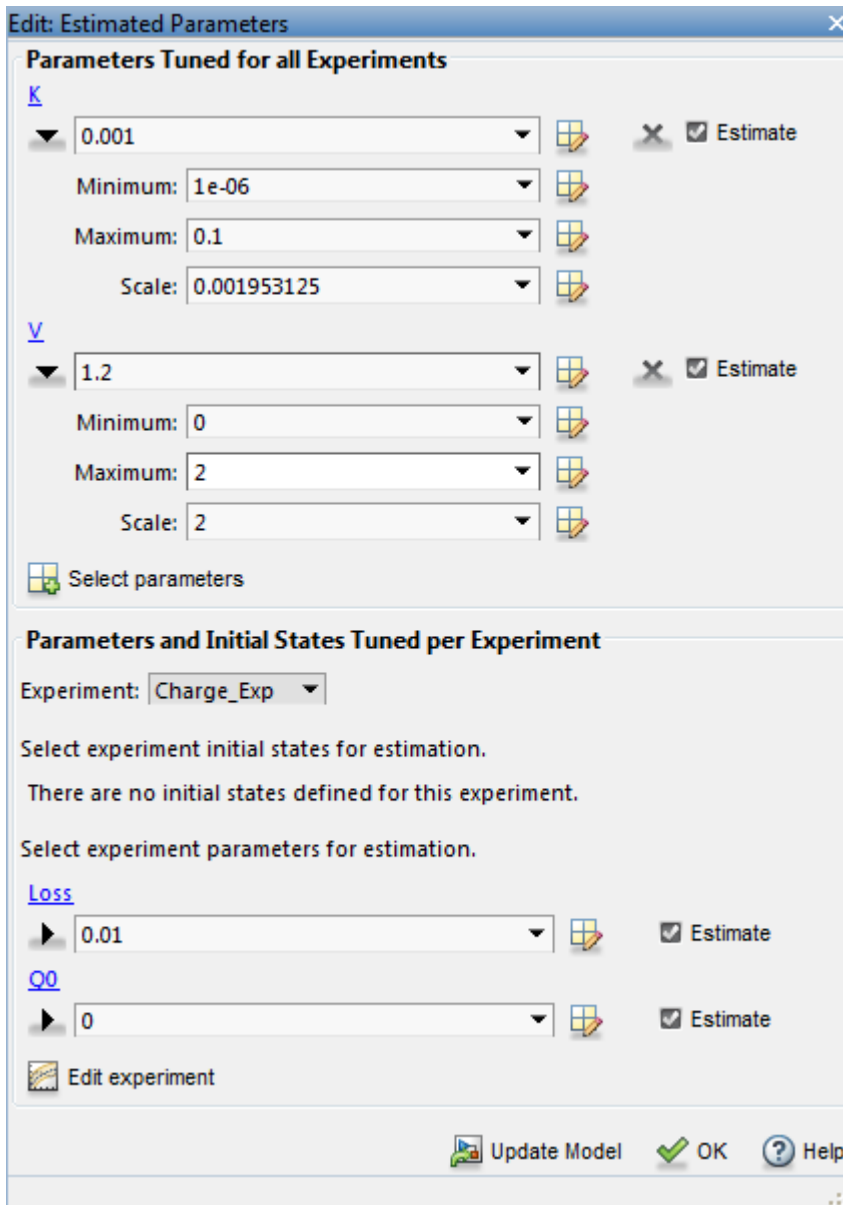 Edit: Estimated Parameters
Parameters Tuned for all Experiments
K
0.001 Estimate
Minimum: 1e-06
Maximum: 0.1
Scale: 0.001953125
V
1.2 Estimate
Minimum: 0
Maximum: 2
Scale: 2
Select parameters
Parameters and Initial States Tuned per Experiment
Experiment: Charge_Exp
Select experiment initial states for estimation.
There are no initial states defined for this experiment.
Select experiment parameters for estimation.
Loss
0.01 Estimate
Q0
0 Estimate
Edit experiment
Update Model OK Help